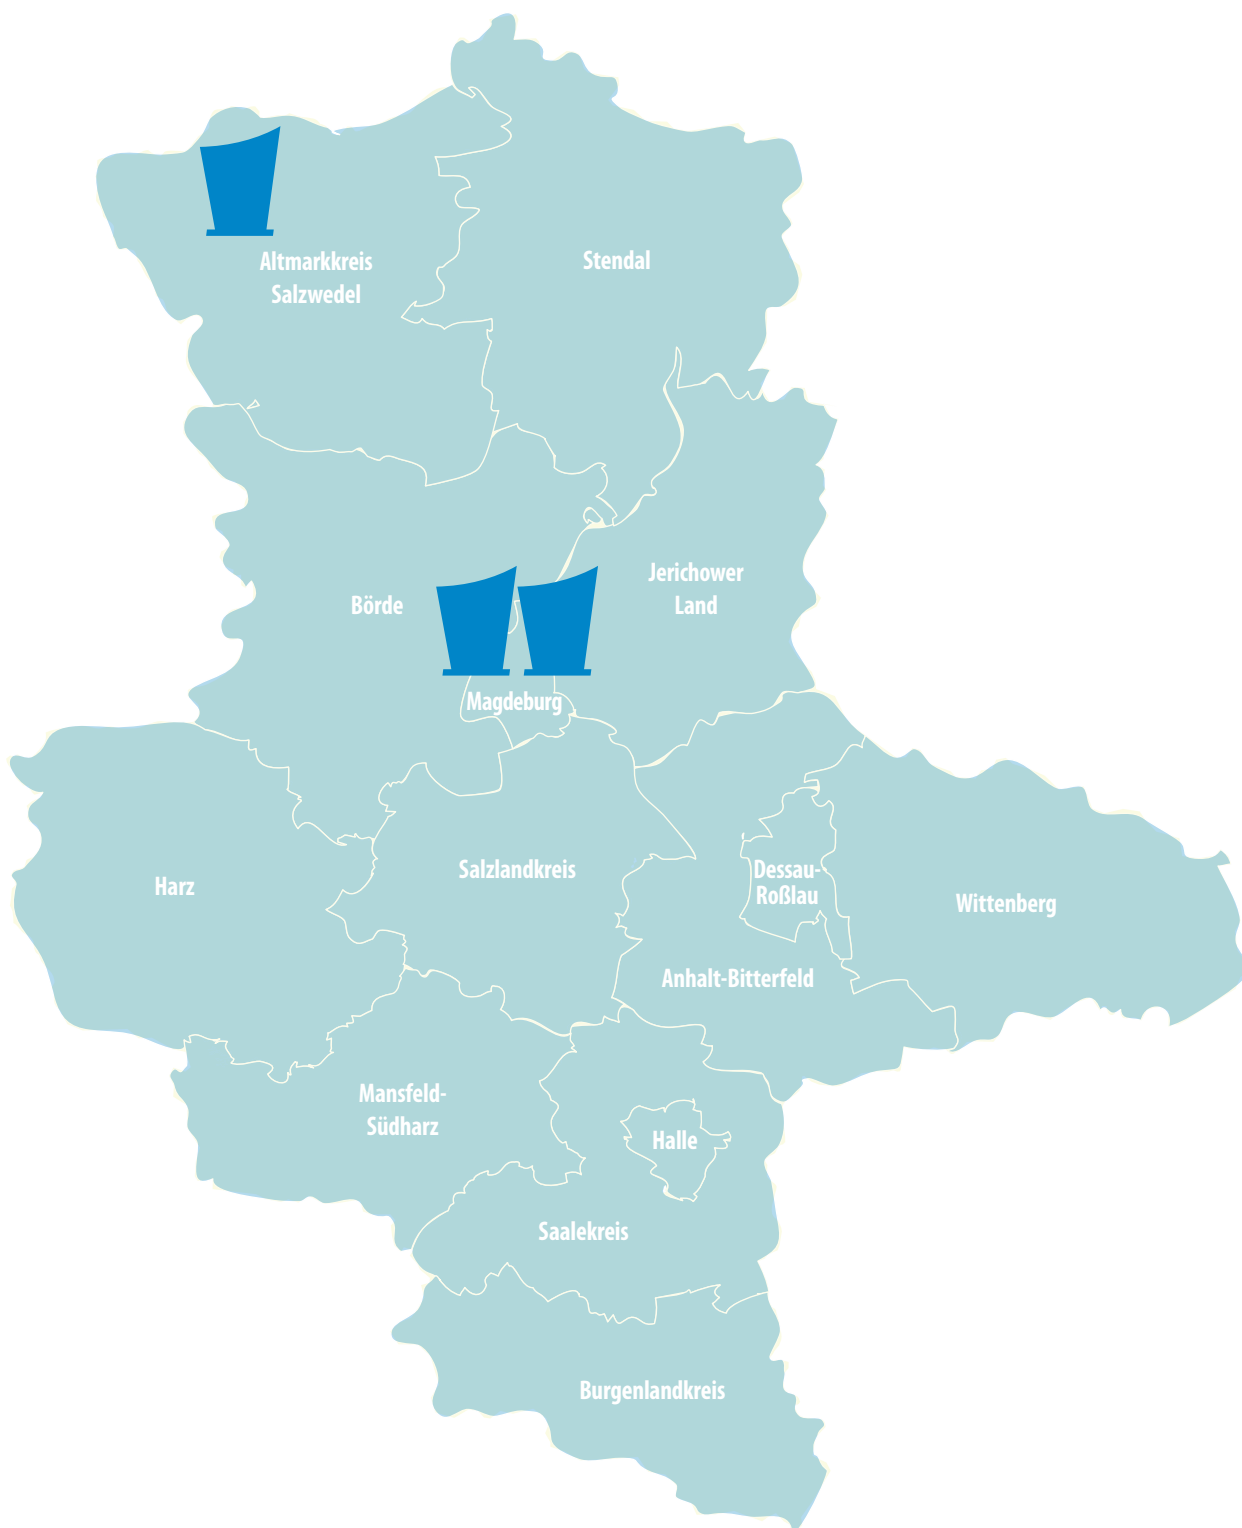 Altmarkkreis
Salzwedel
Stendal
Jerichower
Land
Börde
Magdeburg
Salzlandkreis
Harz
Dessau-
Roßlau
Wittenberg
Anhalt-Bitterfeld
Mansfeld-
Südharz
Halle
Saalekreis
Burgenlandkreis